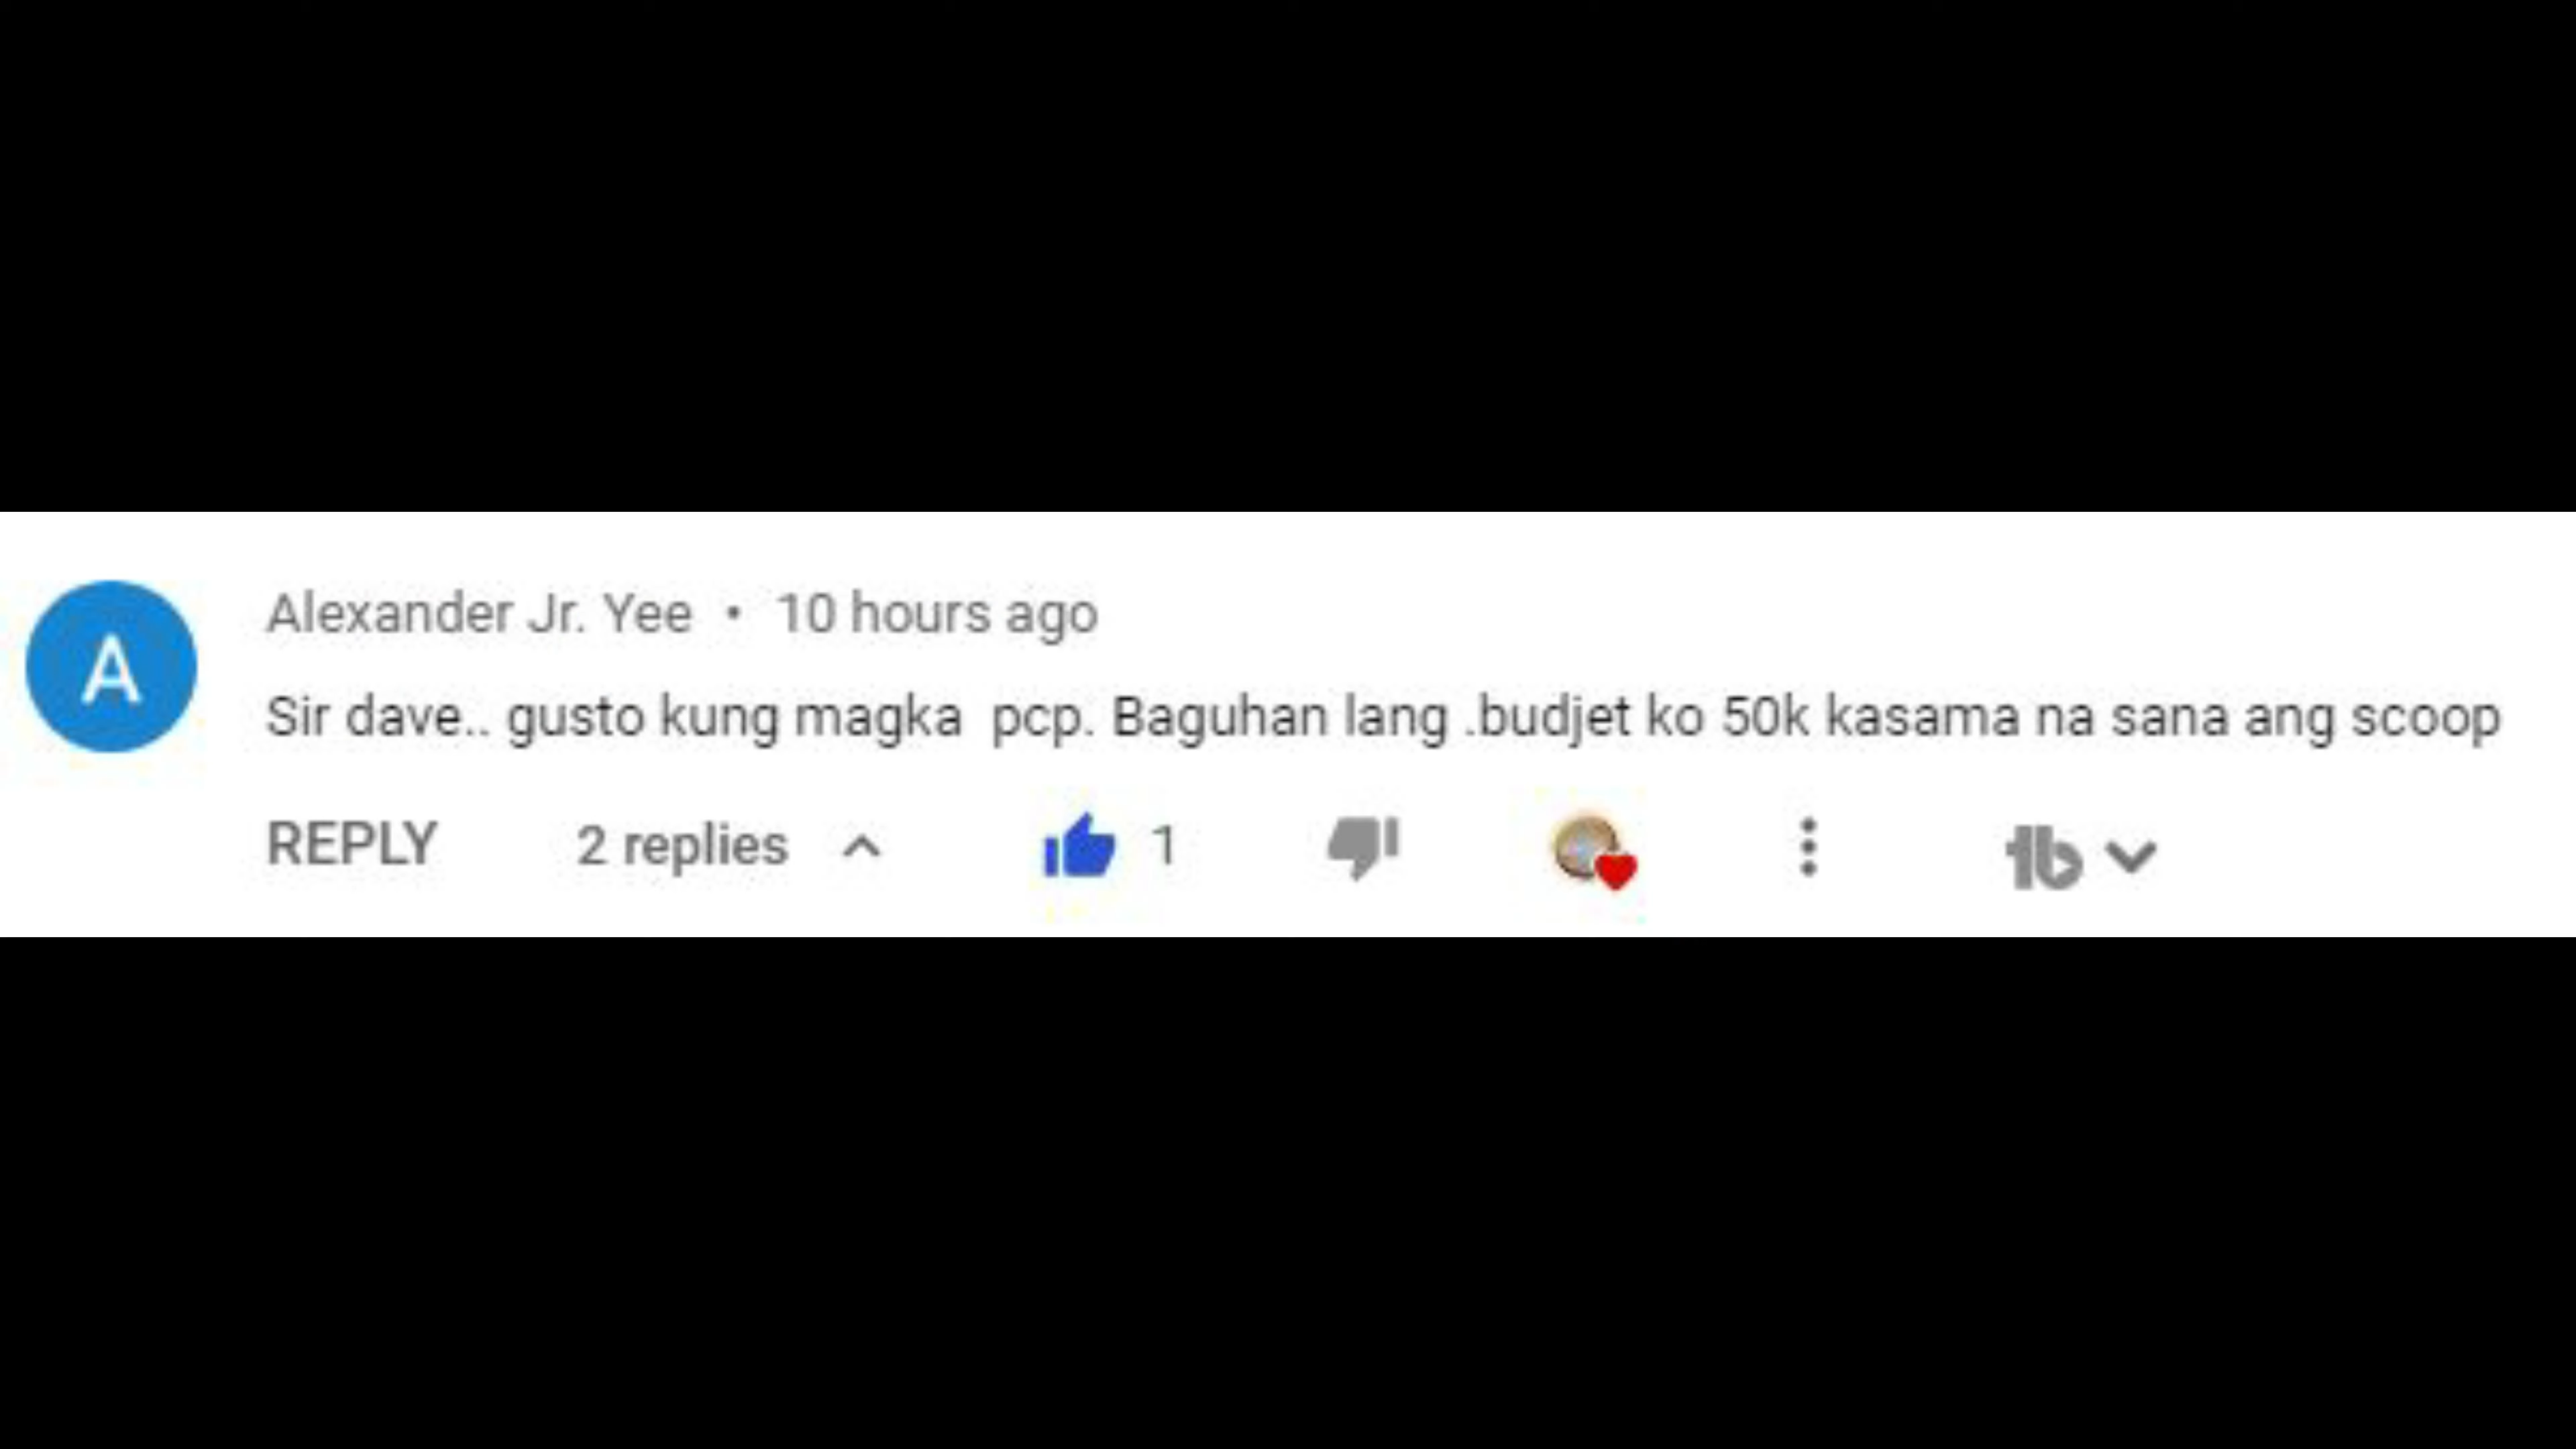 A
Alexander Jr. Yee • 10 hours ago
Sir dave.. gusto kung magka  pcp. Baguhan lang .budjet ko 50k kasama na sana ang scoop
REPLY 2 replies 1